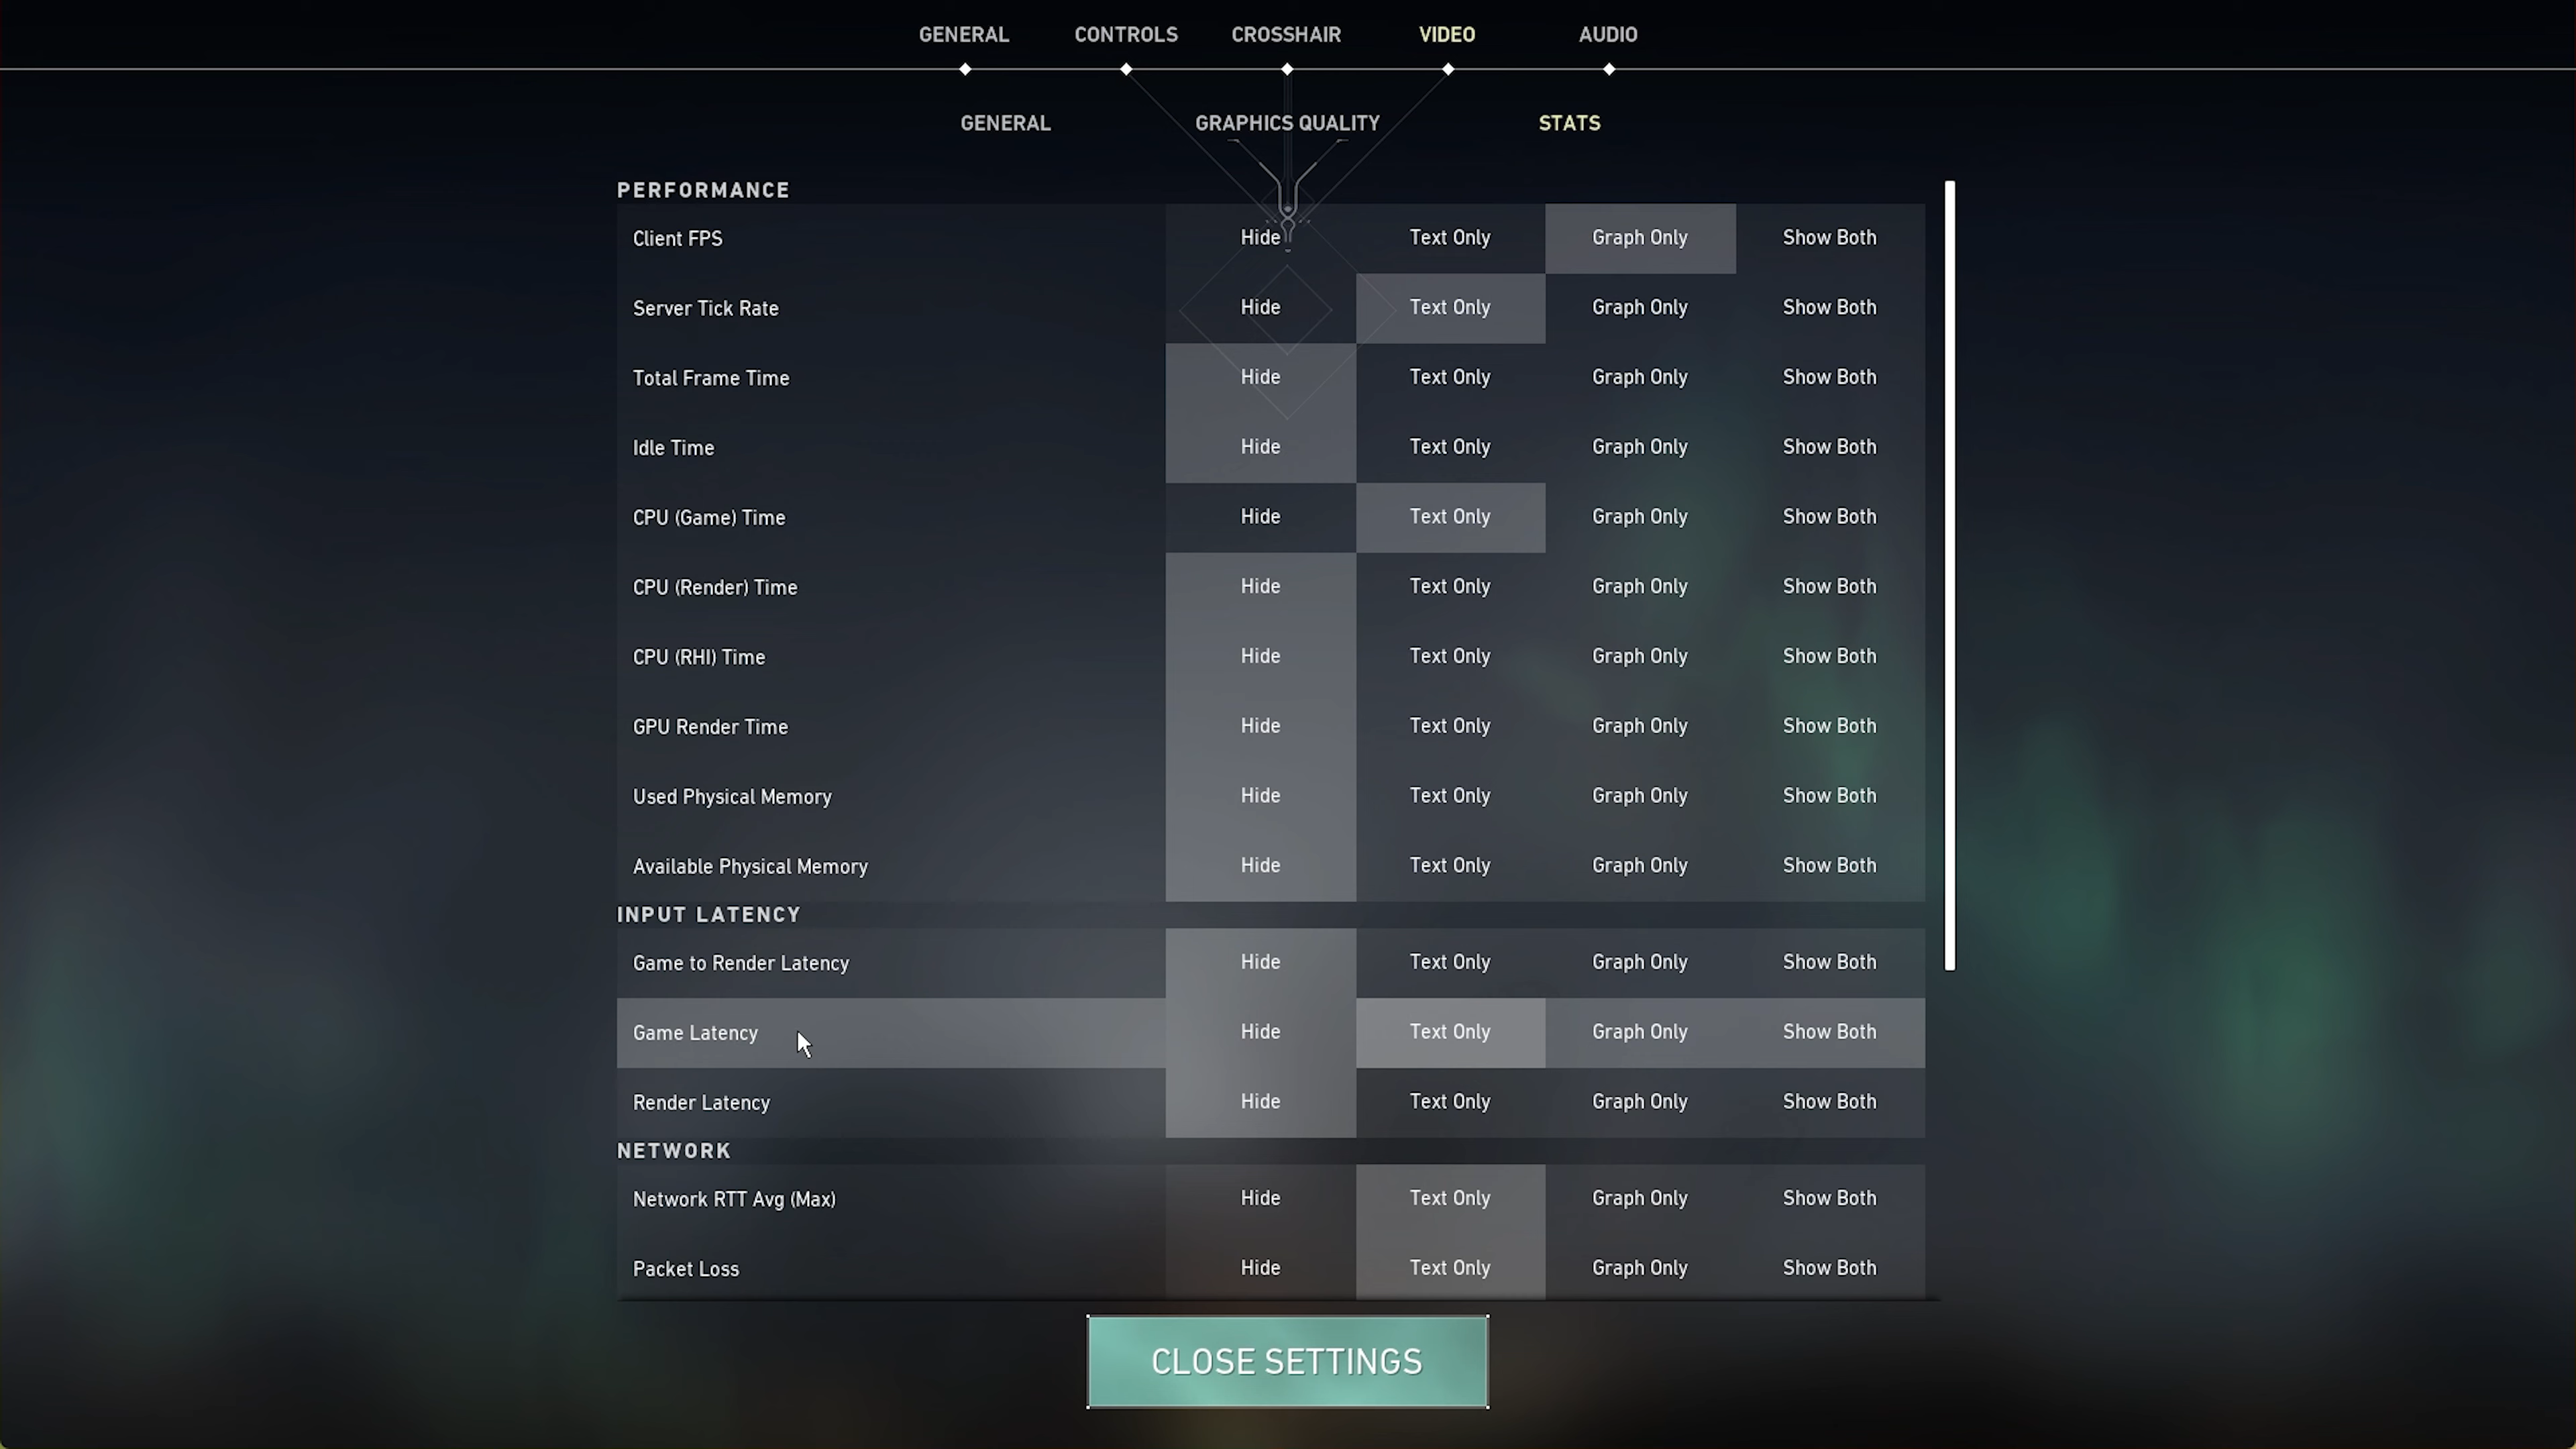 GENERAL CONTROLS CROSSHAIR VIDEO AUDIO
GENERAL GRAPHICS QUALITY STATS
PERFORMANCE
Client FPS Hide Text Only Graph Only Show Both
Server Tick Rate Hide Text Only Graph Only Show Both
Total Frame Time Hide Text Only Graph Only Show Both
Idle Time Hide Text Only Graph Only Show Both
CPU (Game) Time Hide Text Only Graph Only Show Both
CPU (Render) Time Hide Text Only Graph Only Show Both
CPU (RHI) Time Hide Text Only Graph Only Show Both
GPU Render Time Hide Text Only Graph Only Show Both
Used Physical Memory Hide Text Only Graph Only Show Both
Available Physical Memory Hide Text Only Graph Only Show Both
INPUT LATENCY
Game to Render Latency Hide Text Only Graph Only Show Both
Game Latency Hide Text Only Graph Only Show Both
Render Latency Hide Text Only Graph Only Show Both
NETWORK
Network RTT Avg (Max) Hide Text Only Graph Only Show Both
Packet Loss Hide Text Only Graph Only Show Both
CLOSE SETTINGS